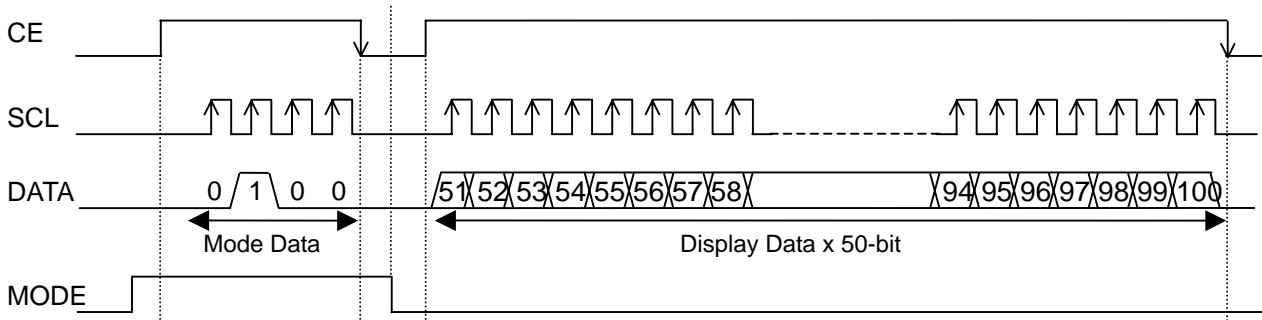 CE
SCL
DATA 0 1 0 0 51 52 53 54 55 56 57 58 94 95 96 97 98 99 100
Mode Data Display Data x 50-bit
MODE